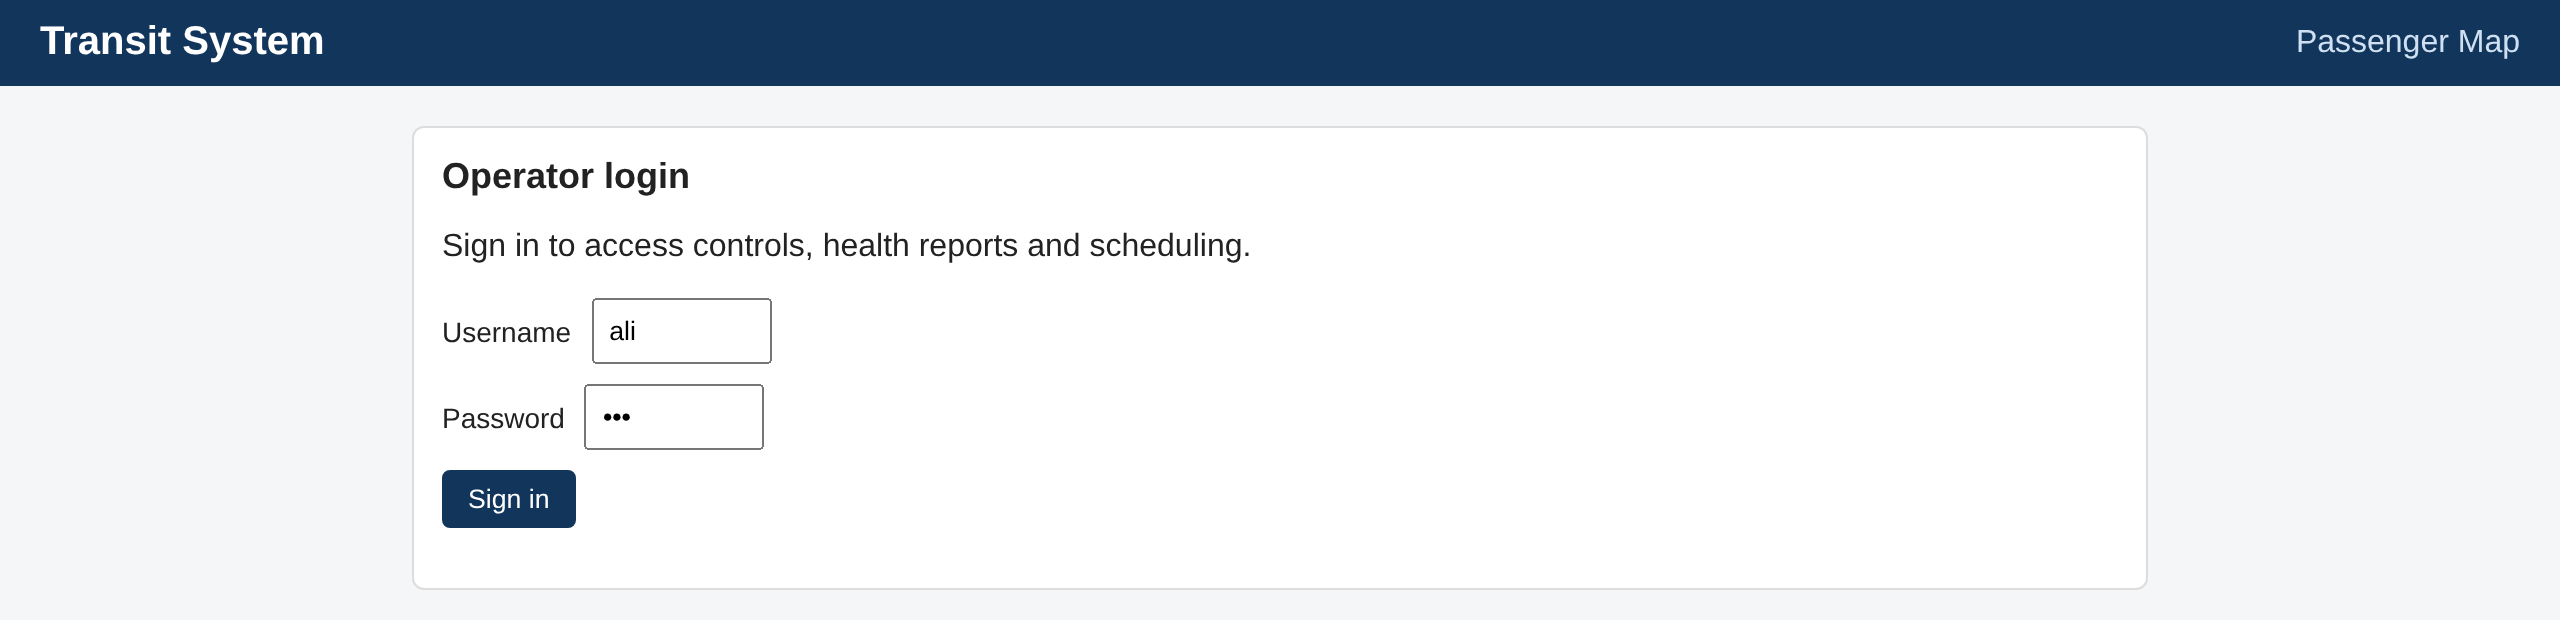 Transit System
Passenger Map
Operator login
Sign in to access controls, health reports and scheduling.
Username ali
Password •••
Sign in